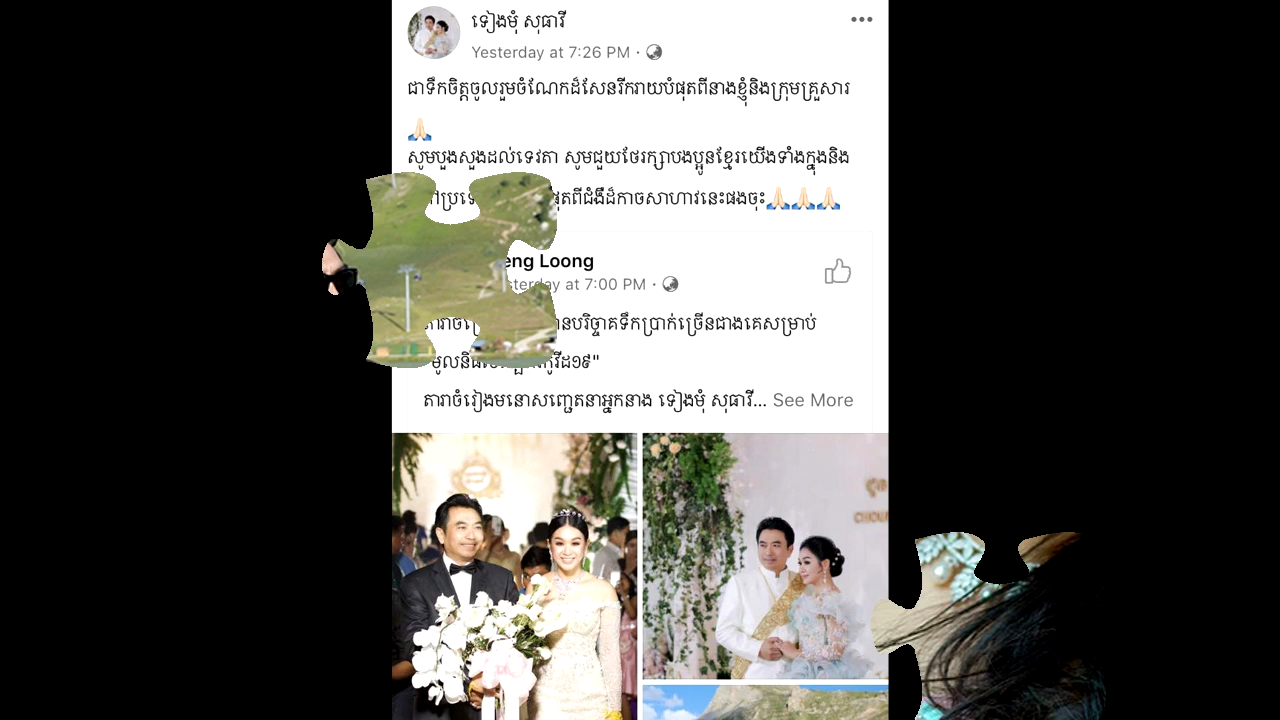 ទៀងមុំ សុធាវី
Yesterday at 7:26 PM
ជាទឹកចិត្តចូលរួមចំណែកដ៏សែនរីករាយបំផុតពីនាងខ្ញុំនិងក្រុមគ្រួសារ
🙏🏻
សូមបួងសួងដល់ទេវតា សូមជួយថែរក្សាបងប្អូនខ្មែរយើងទាំងក្នុងនិង
ពីជំងឺដ៏កាចសាហាវនេះផងចុះ🙏🏻🙏🏻🙏🏻
Loong
at 7:00 PM
បរិច្ចាគទឹកប្រាក់ច្រើនជាងគេសម្រាប់
តារាចំរៀងមនោសញ្ចេតនាអ្នកនាង ទៀងមុំ សុធាវី... See More